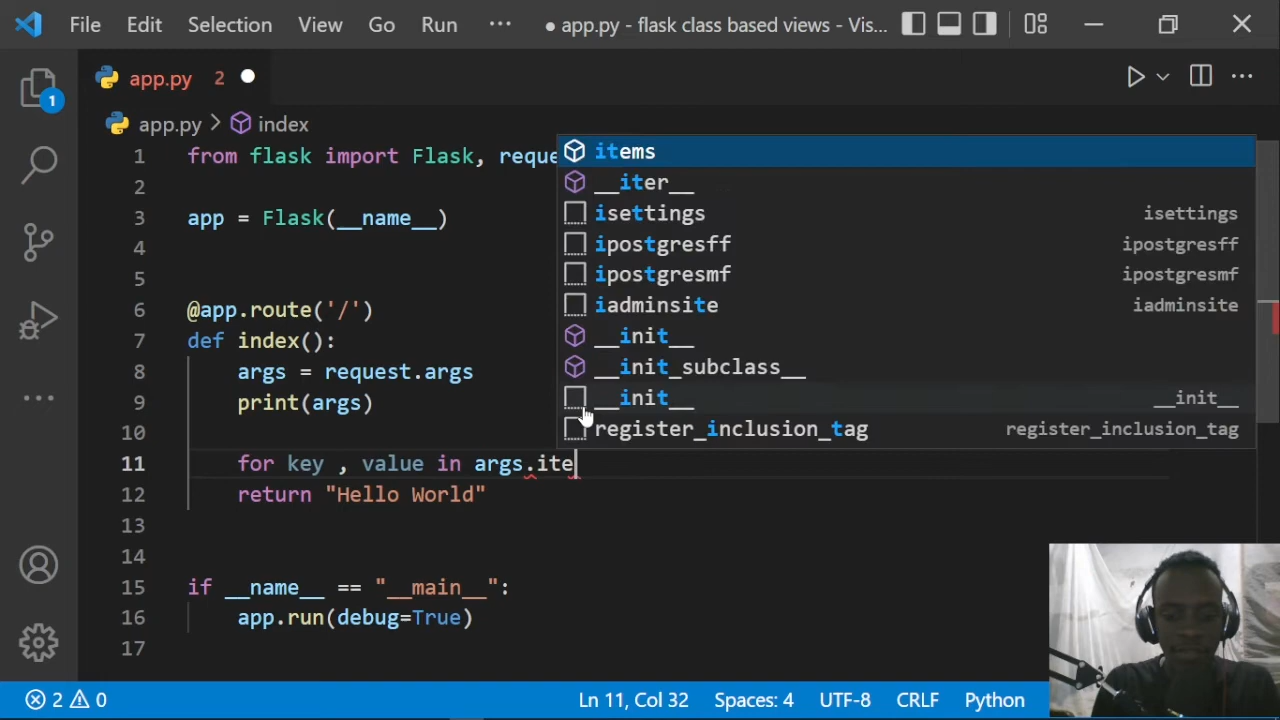 File Edit Selection View Go Run ··· ● app.py - flask class based views - Vis...
1
app.py 2 ●
app.py > index
1 from flask import Flask, reque
2
3 app = Flask(__name__)
4
5
6 @app.route('/')
7 def index():
8 args = request.args
9 print(args)
10
11 for key , value in args.ite
12 return "Hello World"
13
14
15 if __name__ == "__main__":
16 app.run(debug=True)
17
items
__iter__
isettings isettings
ipostgresff ipostgresff
ipostgresmf ipostgresmf
iadminsite iadminsite
__init__
__init_subclass__
__init__ __init__
register_inclusion_tag register_inclusion_tag
2 0 Ln 11, Col 32 Spaces: 4 UTF-8 CRLF Python